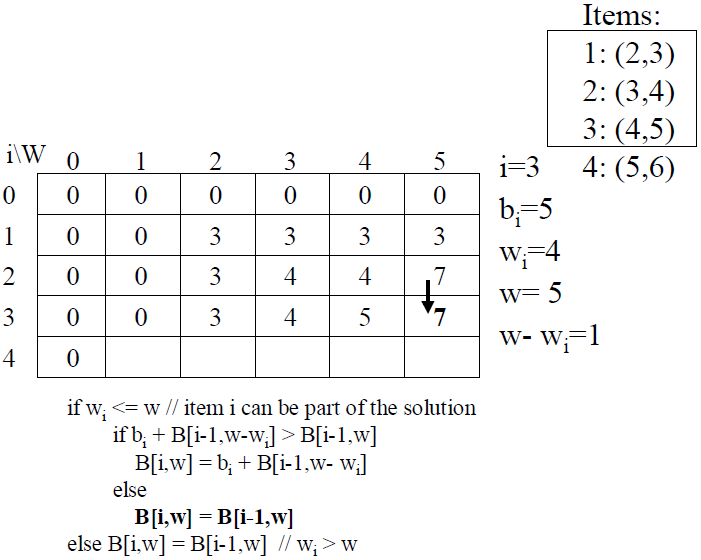 Items:
1: (2,3)
2: (3,4)
3: (4,5)
i=3 4: (5,6)
bi=5
wi=4
w= 5
w- wi=1
i\W 0 1 2 3 4 5
0 0 0 0 0 0 0
1 0 0 3 3 3 3
2 0 0 3 4 4 7
3 0 0 3 4 5 7
4 0
if wi <= w // item i can be part of the solution
if bi + B[i-1,w-wi] > B[i-1,w]
B[i,w] = bi + B[i-1,w- wi]
else
B[i,w] = B[i-1,w]
else B[i,w] = B[i-1,w] // wi > w